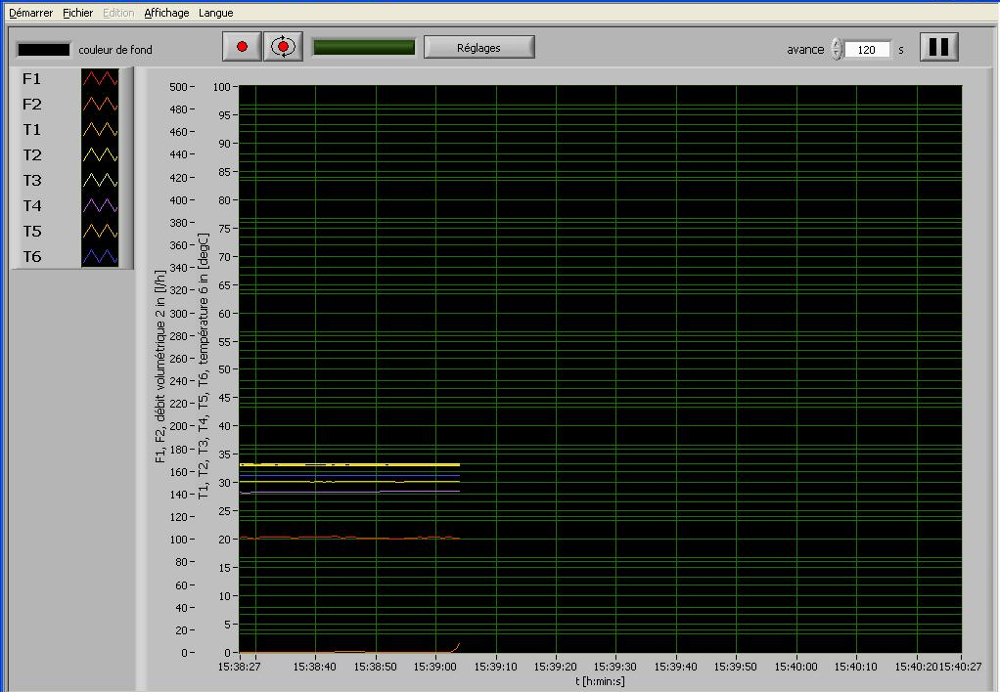 Démarrer Fichier Edition Affichage Langue
couleur de fond
Réglages
avance 120 s
F1
F2
T1
T2
T3
T4
T5
T6
F1, F2, débit volumétrique 2 in [l/h]
500
480
460
440
420
400
380
360
340
320
300
280
260
240
220
200
180
160
140
120
100
80
60
40
20
0
T1, T2, T3, T4, T5, T6, température 6 in [degC]
100
95
90
85
80
75
70
65
60
55
50
45
40
35
30
25
20
15
10
5
0
15:38:27 15:38:40 15:38:50 15:39:00 15:39:10 15:39:20 15:39:30 15:39:40 15:39:50 15:40:00 15:40:10 15:40:20 15:40:27
t [h:min:s]